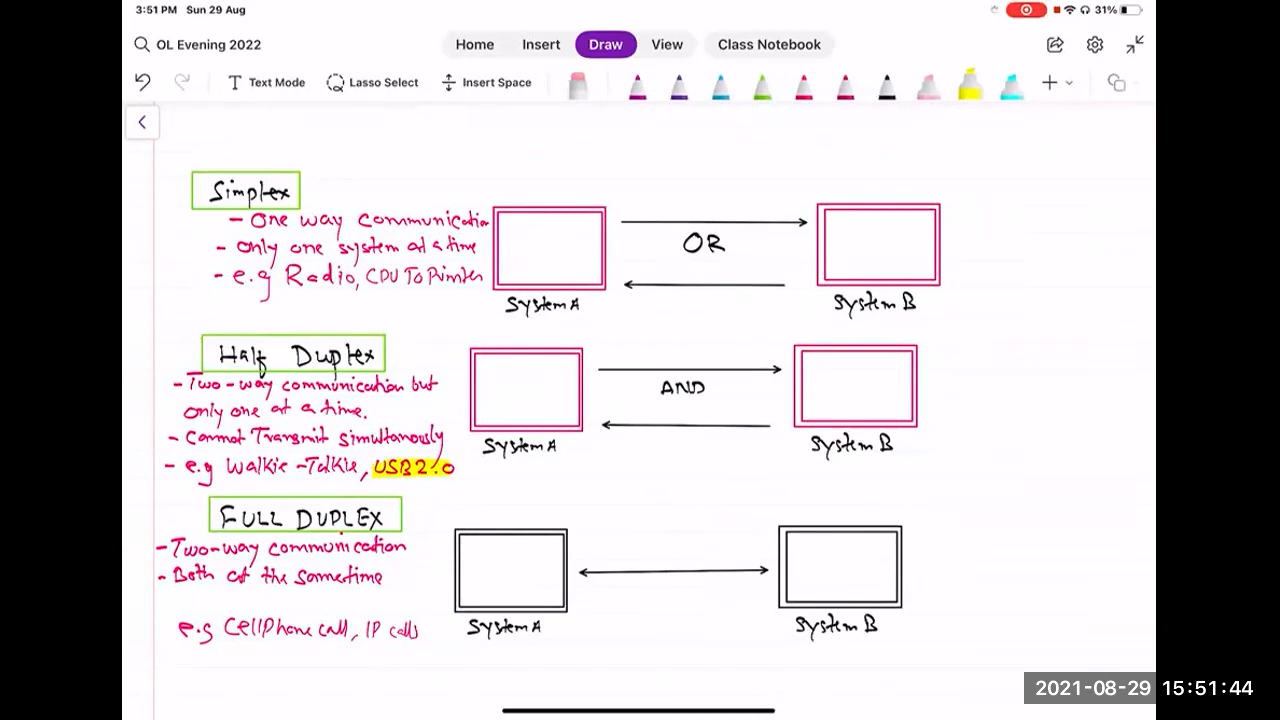 3:51 PM Sun 29 Aug
31%
OL Evening 2022
Home Insert Draw View Class Notebook
Text Mode Lasso Select Insert Space
Simplex
- One way communication
- Only one system at a time
- e.g Radio, CPU To Printer
OR
System A
System B
Half Duplex
- Two-way communication but
only one at a time.
- Cannot Transmit simultanously
- e.g Walkie-Talkie, USB 2.0
AND
System A
System B
FULL DUPLEX
- Two-way communication
- Both at the same time
e.g CellPhone call, IP calls
System A
System B
2021-08-29 15:51:44